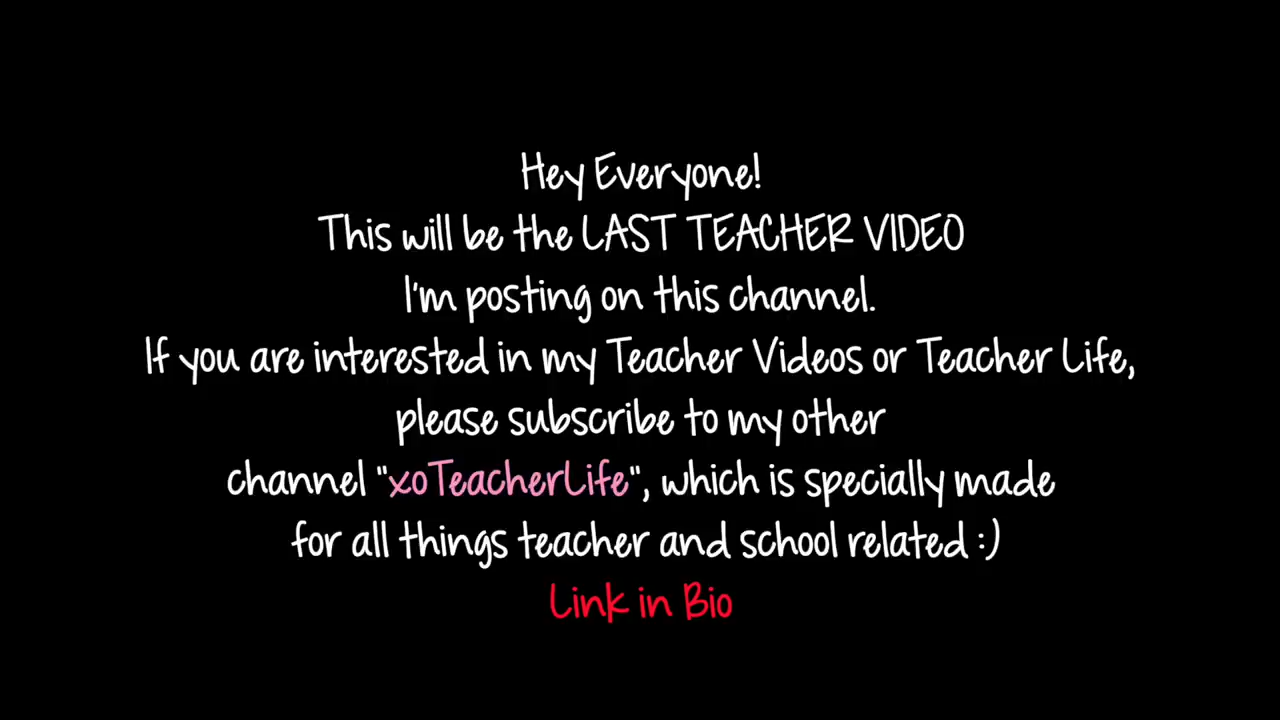 Hey Everyone!
This will be the LAST TEACHER VIDEO
I'm posting on this channel.
If you are interested in my Teacher Videos or Teacher Life,
please subscribe to my other
channel "xoTeacherLife", which is specially made
for all things teacher and school related :)
Link in Bio